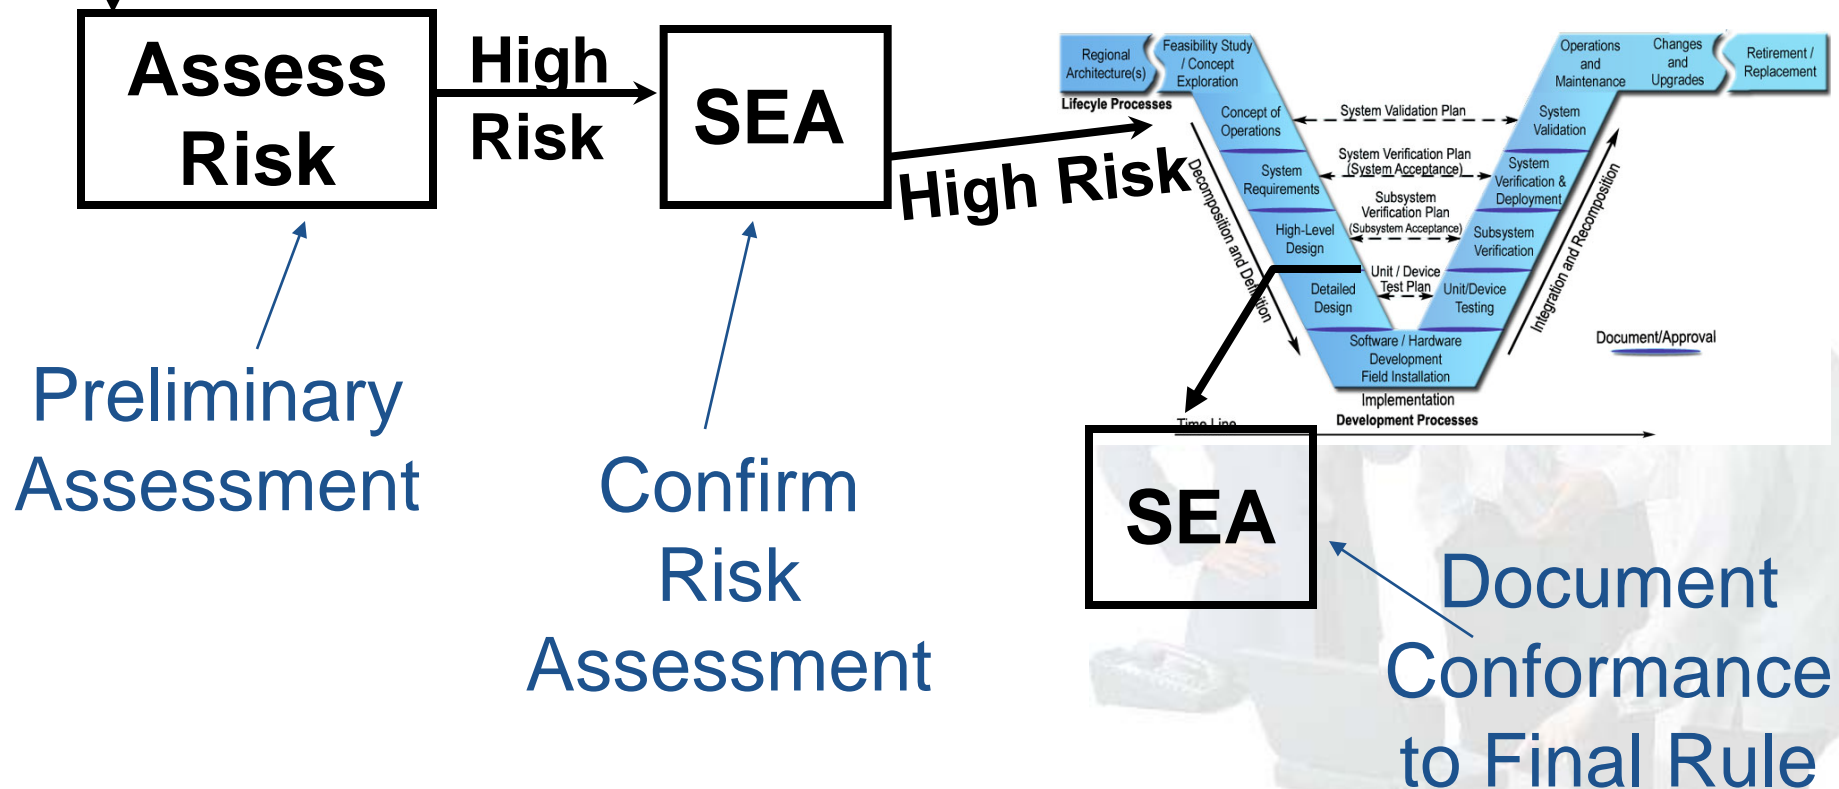 Assess
Risk
High
Risk
SEA
High Risk
Preliminary
Assessment
Confirm
Risk
Assessment
Regional
Architecture(s)
Feasibility Study
/ Concept
Exploration
Operations
and
Maintenance
Changes
and
Upgrades
Retirement /
Replacement
Lifecyle Processes
Concept of
Operations
System Validation Plan
System
Validation
System
Requirements
System Verification Plan
(System Acceptance)
System
Verification &
Deployment
High-Level
Design
Subsystem
Verification Plan
(Subsystem Acceptance)
Subsystem
Verification
Detailed
Design
Unit / Device
Test Plan
Unit/Device
Testing
Decomposition and Definition
Integration and Recomposition
Software / Hardware
Development
Field Installation
Implementation
Document/Approval
Time Line
Development Processes
SEA
Document
Conformance
to Final Rule